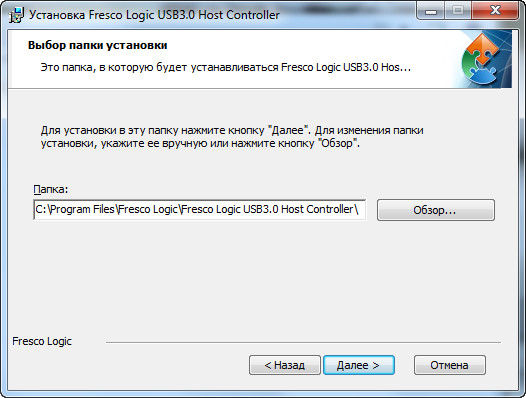 Установка Fresco Logic USB3.0 Host Controller
Выбор папки установки
Это папка, в которую будет устанавливаться Fresco Logic USB3.0 Hos...
Для установки в эту папку нажмите кнопку "Далее". Для изменения папки
установки, укажите ее вручную или нажмите кнопку "Обзор".
Папка:
C:\Program Files\Fresco Logic\Fresco Logic USB3.0 Host Controller\
Обзор...
Fresco Logic
< Назад
Далее >
Отмена